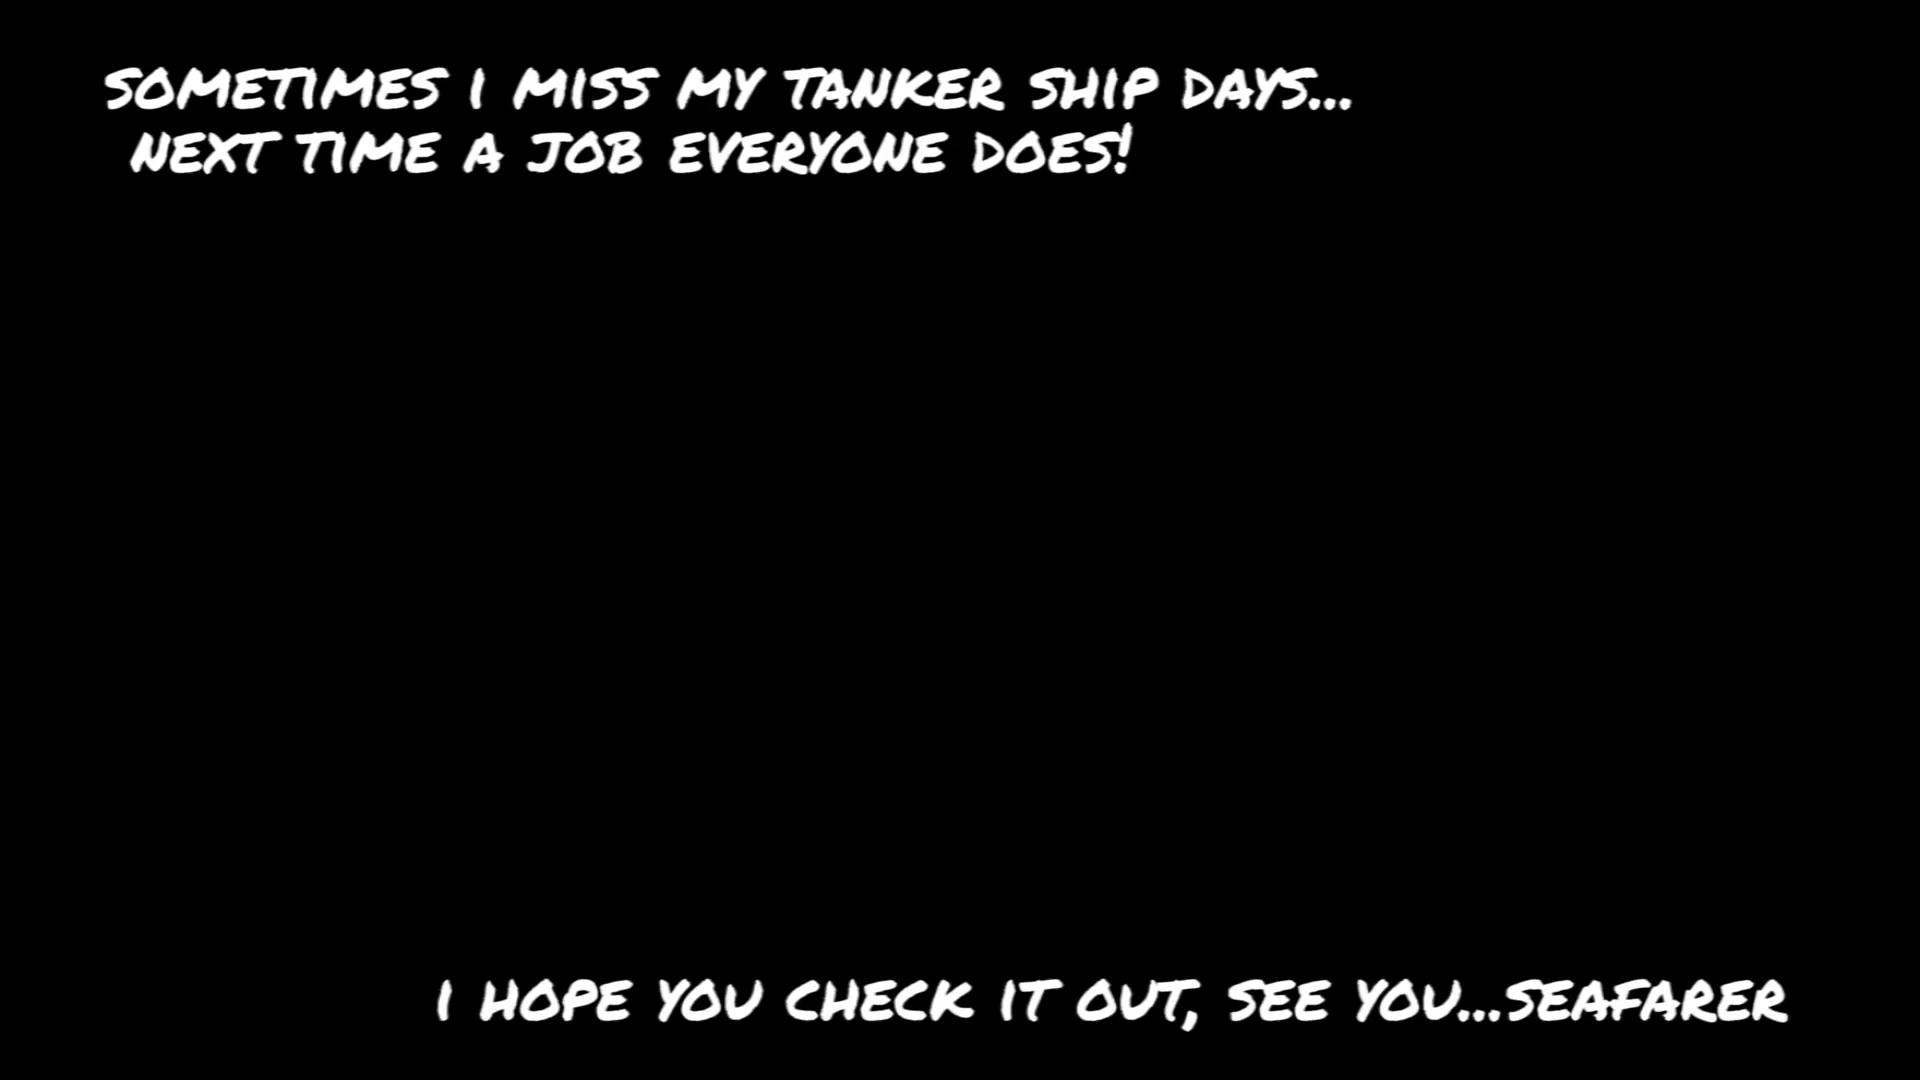 SOMETIMES I MISS MY TANKER SHIP DAYS...
NEXT TIME A JOB EVERYONE DOES!
I HOPE YOU CHECK IT OUT, SEE YOU...SEAFARER